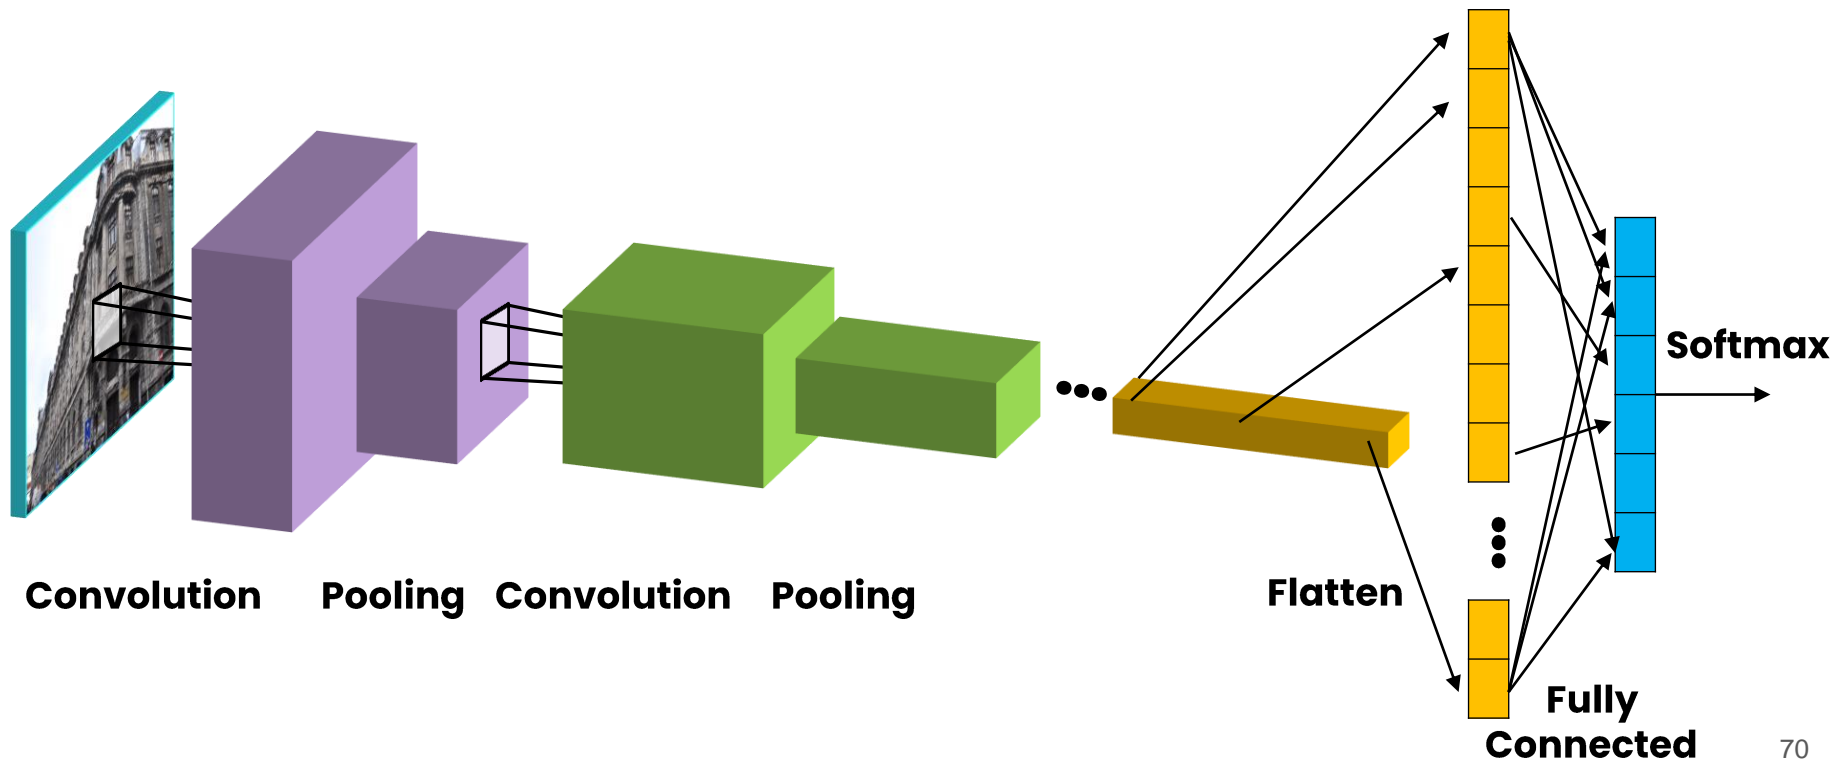 Softmax
Convolution
Pooling
Convolution
Pooling
Flatten
Fully
Connected
70